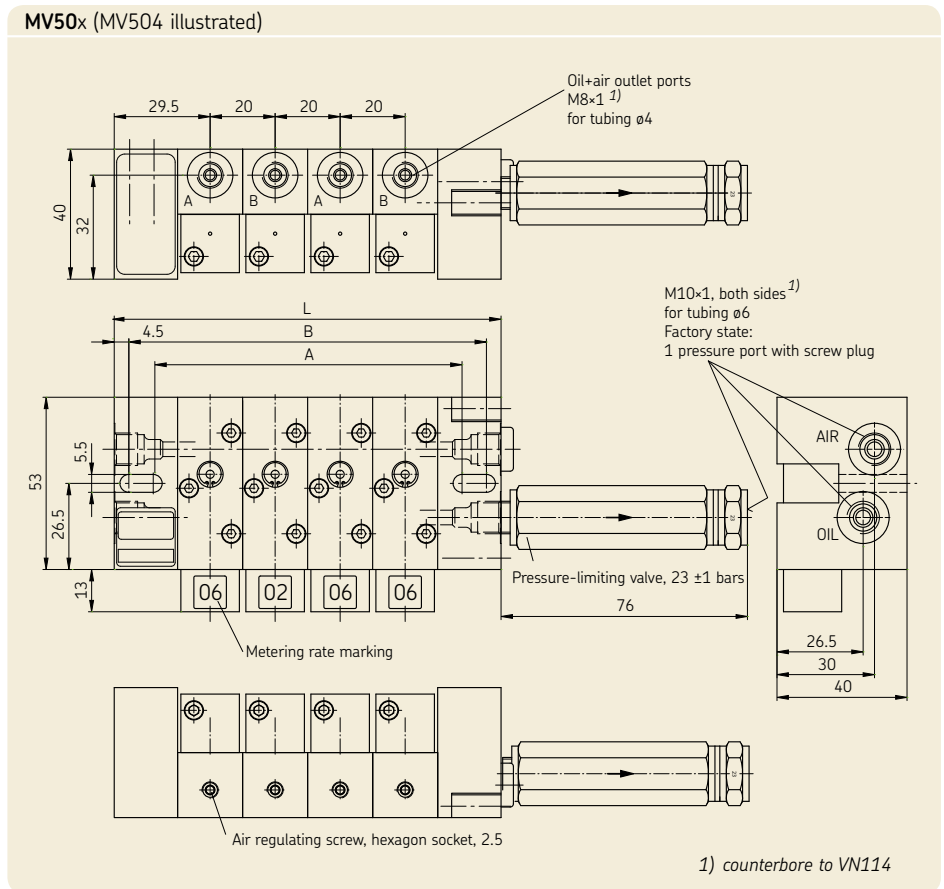 MV50x (MV504 illustrated)
Oil+air outlet ports
M8×1 1)
for tubing ø4
29.5
20
20
20
40
32
A
B
A
B
23
M10×1, both sides 1)
for tubing ø6
Factory state:
1 pressure port with screw plug
L
4.5
B
A
53
5.5
26.5
13
AIR
OIL
23
Pressure-limiting valve, 23 ±1 bars
06
02
06
06
76
Metering rate marking
26.5
30
40
23
Air regulating screw, hexagon socket, 2.5
1) counterbore to VN114